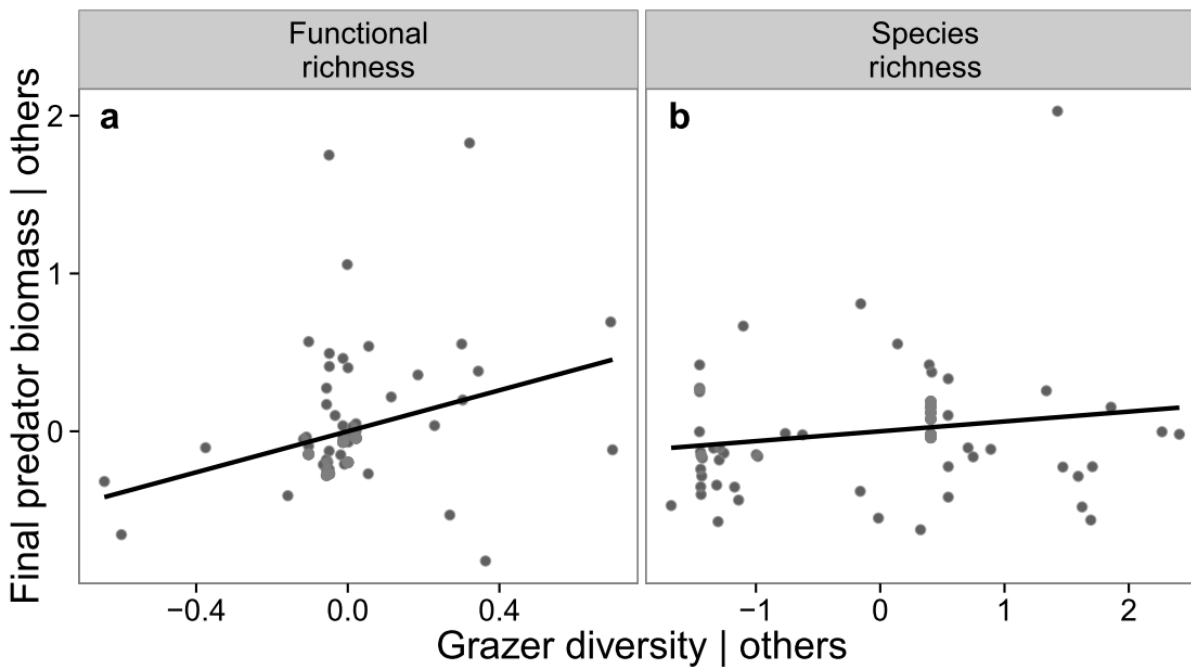 Functional
richness
Species
richness
a
b
Final predator biomass | others
2
1
0
−0.4
0.0
0.4
−1
0
1
2
Grazer diversity | others